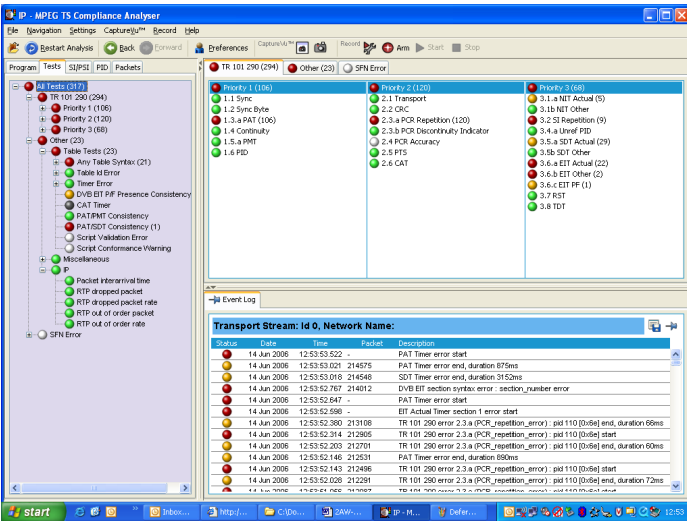 IP - MPEG TS Compliance Analyser
File Navigation Settings CaptureVu™ Record Help
Restart Analysis Back Forward Preferences CaptureVu™ Record Arm Start Stop
Program Tests SI/PSI PID Packets
All Tests (317)
TR 101 290 (294)
Priority 1 (106)
Priority 2 (120)
Priority 3 (68)
Other (23)
Table Tests (23)
Any Table Syntax (21)
Table Id Error
Timer Error
DVB EIT P/F Presence Consistency
CAT Timer
PAT/PMT Consistency
PAT/SDT Consistency (1)
Script Validation Error
Script Conformance Warning
Miscellaneous
IP
Packet interarrival time
RTP dropped packet
RTP dropped packet rate
RTP out of order packet
RTP out of order rate
SFN Error
TR 101 290 (294) Other (23) SFN Error
Priority 1 (106)
1.1 Sync
1.2 Sync Byte
1.3.a PAT (106)
1.4 Continuity
1.5.a PMT
1.6 PID
Priority 2 (120)
2.1 Transport
2.2 CRC
2.3.a PCR Repetition (120)
2.3.b PCR Discontinuity Indicator
2.4 PCR Accuracy
2.5 PTS
2.6 CAT
Priority 3 (68)
3.1.a NIT Actual (5)
3.1b NIT Other
3.2 SI Repetition (9)
3.4.a Unref PID
3.5.a SDT Actual (29)
3.5b SDT Other
3.6.a EIT Actual (22)
3.6.b EIT Other (2)
3.6.c EIT PF (1)
3.7 RST
3.8 TDT
Event Log
Transport Stream: Id 0, Network Name:
Status Date Time Packet Description
14 Jun 2006 12:53:53.522 - PAT Timer error start
14 Jun 2006 12:53:53.021 214575 PAT Timer error end, duration 875ms
14 Jun 2006 12:53:53.018 214548 SDT Timer error end, duration 3152ms
14 Jun 2006 12:53:52.767 214012 DVB EIT section syntax error : section_number error
14 Jun 2006 12:53:52.647 - PAT Timer error start
14 Jun 2006 12:53:52.598 - EIT Actual Timer section 1 error start
14 Jun 2006 12:53:52.380 213108 TR 101 290 error 2.3.a (PCR_repetition_error) : pid 110 [0x6e] end, duration 66ms
14 Jun 2006 12:53:52.314 212905 TR 101 290 error 2.3.a (PCR_repetition_error) : pid 110 [0x6e] start
14 Jun 2006 12:53:52.203 212701 TR 101 290 error 2.3.a (PCR_repetition_error) : pid 110 [0x6e] end, duration 60ms
14 Jun 2006 12:53:52.146 212531 PAT Timer error end, duration 890ms
14 Jun 2006 12:53:52.143 212496 TR 101 290 error 2.3.a (PCR_repetition_error) : pid 110 [0x6e] start
14 Jun 2006 12:53:52.028 212291 TR 101 290 error 2.3.a (PCR_repetition_error) : pid 110 [0x6e] end, duration 72ms
14 Jun 2006 TR 101 290 error 2.3.a (PCR_repetition_error) : pid 110 [0x6e] start
start Inbox... http:/... C:\Do... 2AW-... IP - M... Defer... 12:53